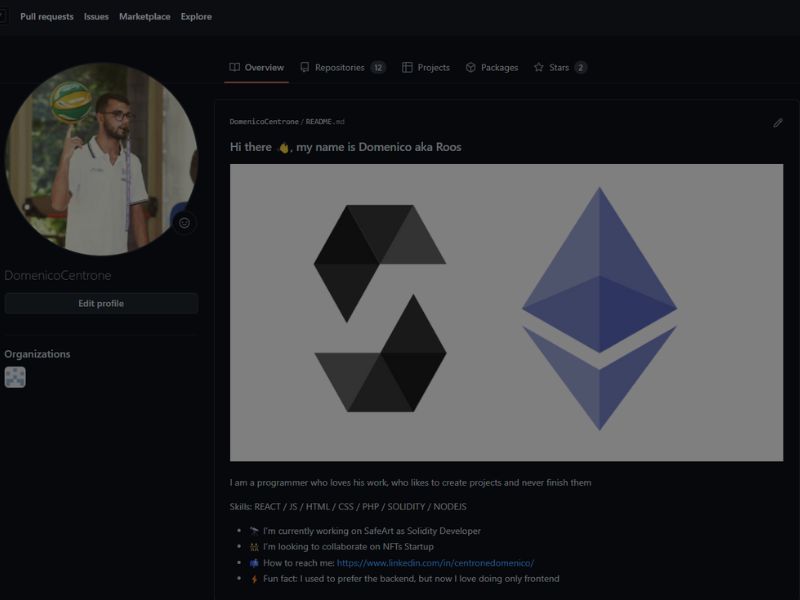 Pull requests Issues Marketplace Explore
Overview Repositories 12 Projects Packages Stars 2
DomenicoCentrone / README.md
Hi there 👋, my name is Domenico aka Roos
DomenicoCentrone
Edit profile
Organizations
I am a programmer who loves his work, who likes to create projects and never finish them
Skills: REACT / JS / HTML / CSS / PHP / SOLIDITY / NODEJS
• 🔭 I'm currently working on SafeArt as Solidity Developer
• 👯 I'm looking to collaborate on NFTs Startup
• 📫 How to reach me: https://www.linkedin.com/in/centronedomenico/
• ⚡ Fun fact: I used to prefer the backend, but now I love doing only frontend